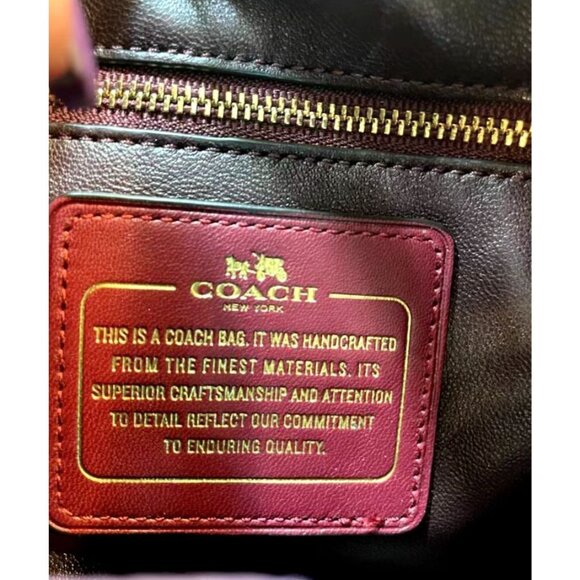 COACH
NEW YORK
THIS IS A COACH BAG. IT WAS HANDCRAFTED
FROM THE FINEST MATERIALS. ITS
SUPERIOR CRAFTSMANSHIP AND ATTENTION
TO DETAIL REFLECT OUR COMMITMENT
TO ENDURING QUALITY.